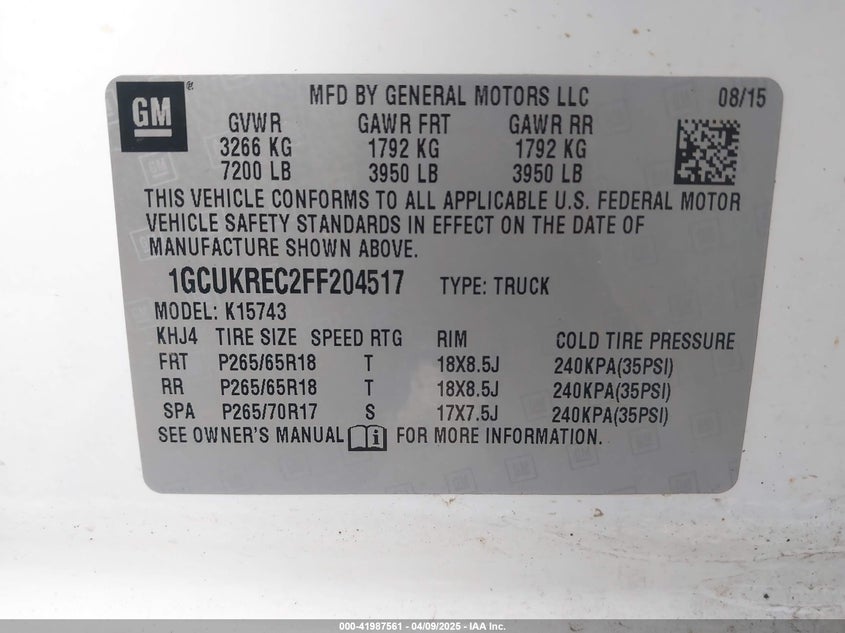 GM
MFD BY GENERAL MOTORS LLC 08/15
GVWR GAWR FRT GAWR RR
3266 KG 1792 KG 1792 KG
7200 LB 3950 LB 3950 LB
THIS VEHICLE CONFORMS TO ALL APPLICABLE U.S. FEDERAL MOTOR
VEHICLE SAFETY STANDARDS IN EFFECT ON THE DATE OF
MANUFACTURE SHOWN ABOVE.
1GCUKREC2FF204517 TYPE: TRUCK
MODEL: K15743
KHJ4 TIRE SIZE SPEED RTG RIM COLD TIRE PRESSURE
FRT P265/65R18 T 18X8.5J 240KPA(35PSI)
RR P265/65R18 T 18X8.5J 240KPA(35PSI)
SPA P265/70R17 S 17X7.5J 240KPA(35PSI)
SEE OWNER'S MANUAL i FOR MORE INFORMATION.
000-41987561 - 04/09/2025 - IAA Inc.